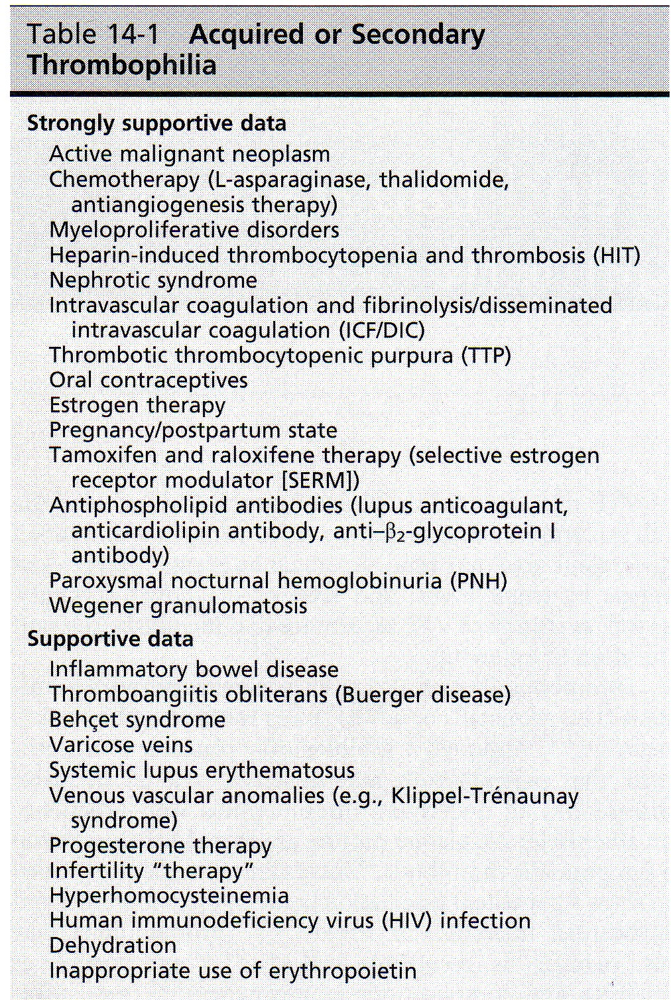 Table 14-1 Acquired or Secondary
Thrombophilia
Strongly supportive data
Active malignant neoplasm
Chemotherapy (L-asparaginase, thalidomide,
antiangiogenesis therapy)
Myeloproliferative disorders
Heparin-induced thrombocytopenia and thrombosis (HIT)
Nephrotic syndrome
Intravascular coagulation and fibrinolysis/disseminated
intravascular coagulation (ICF/DIC)
Thrombotic thrombocytopenic purpura (TTP)
Oral contraceptives
Estrogen therapy
Pregnancy/postpartum state
Tamoxifen and raloxifene therapy (selective estrogen
receptor modulator [SERM])
Antiphospholipid antibodies (lupus anticoagulant,
anticardiolipin antibody, anti–β₂-glycoprotein I
antibody)
Paroxysmal nocturnal hemoglobinuria (PNH)
Wegener granulomatosis
Supportive data
Inflammatory bowel disease
Thromboangiitis obliterans (Buerger disease)
Behçet syndrome
Varicose veins
Systemic lupus erythematosus
Venous vascular anomalies (e.g., Klippel-Trénaunay
syndrome)
Progesterone therapy
Infertility "therapy"
Hyperhomocysteinemia
Human immunodeficiency virus (HIV) infection
Dehydration
Inappropriate use of erythropoietin